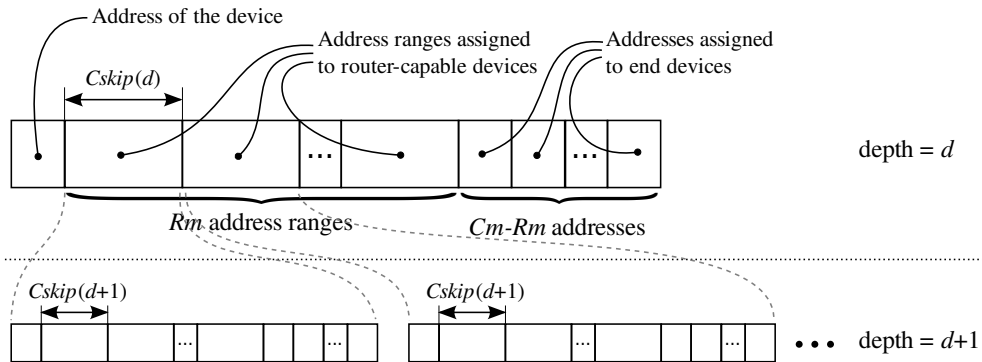 Address of the device
Address ranges assigned
to router-capable devices
Addresses assigned
to end devices
Cskip(d)
...
...
depth = d
Rm address ranges
Cm-Rm addresses
Cskip(d+1)
Cskip(d+1)
...
...
...
...
...
depth = d+1